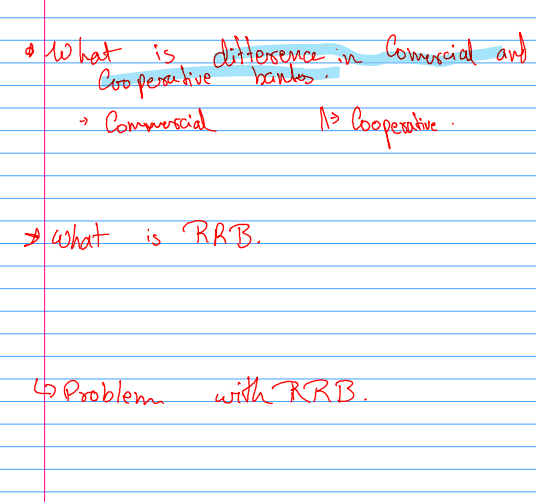 What is difference in Comercial and
Cooperative banks.
→ Commercial ⇒ Cooperative.
→ What is RRB.
↳ Problem with RRB.